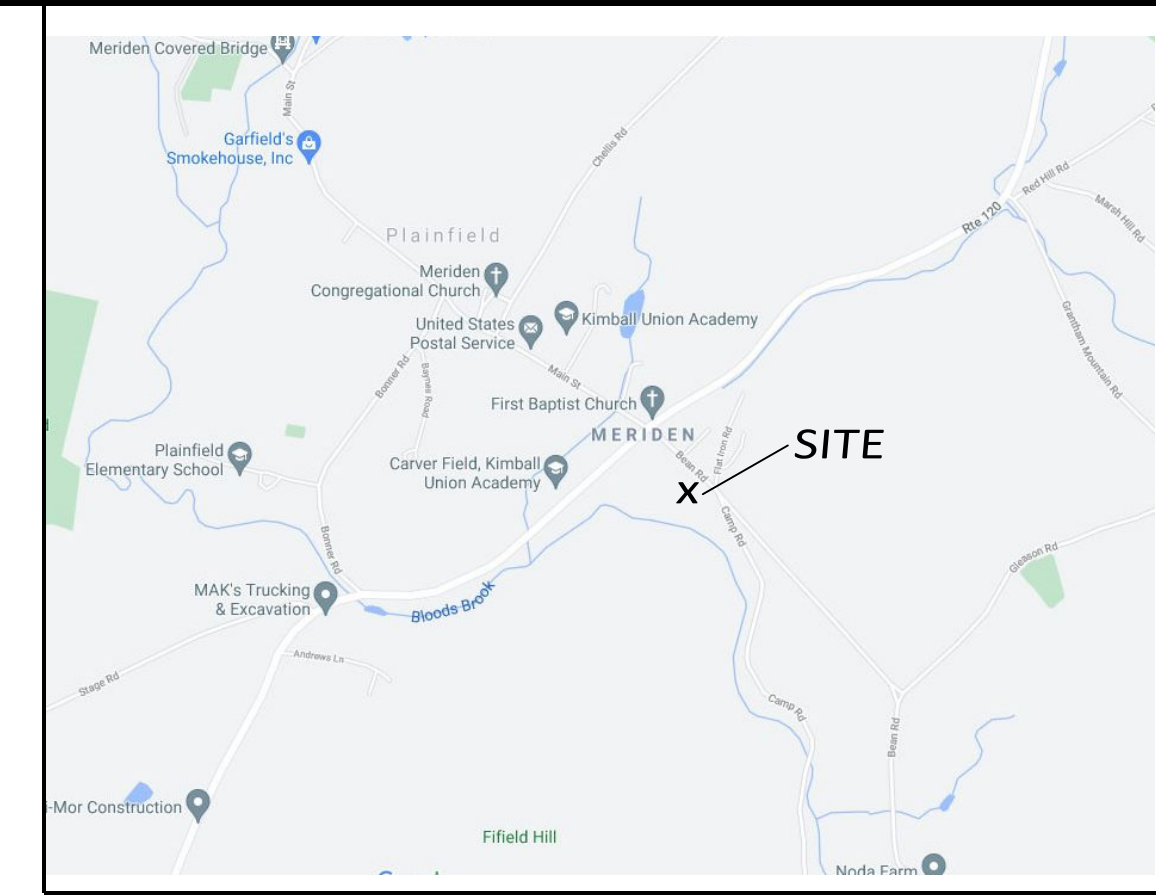 Meriden Covered Bridge
Main St
Garfield's
Smokehouse, Inc
Chellis Rd
Red Hill Rd
Marsh Hill Rd
Rte 120
Plainfield
Meriden
Congregational Church
United States
Postal Service
Kimball Union Academy
Grantham Mountain Rd
Main St
Bonner Rd
Baynes Road
First Baptist Church
MERIDEN
Flat Iron Rd
SITE
Bean Rd
X
Plainfield
Elementary School
Carver Field, Kimball
Union Academy
Camp Rd
Bonner Rd
Gleason Rd
MAK's Trucking
& Excavation
Bloods Brook
Andrews Ln
Stage Rd
Camp Rd
Bean Rd
i-Mor Construction
Fifield Hill
Noda Farm